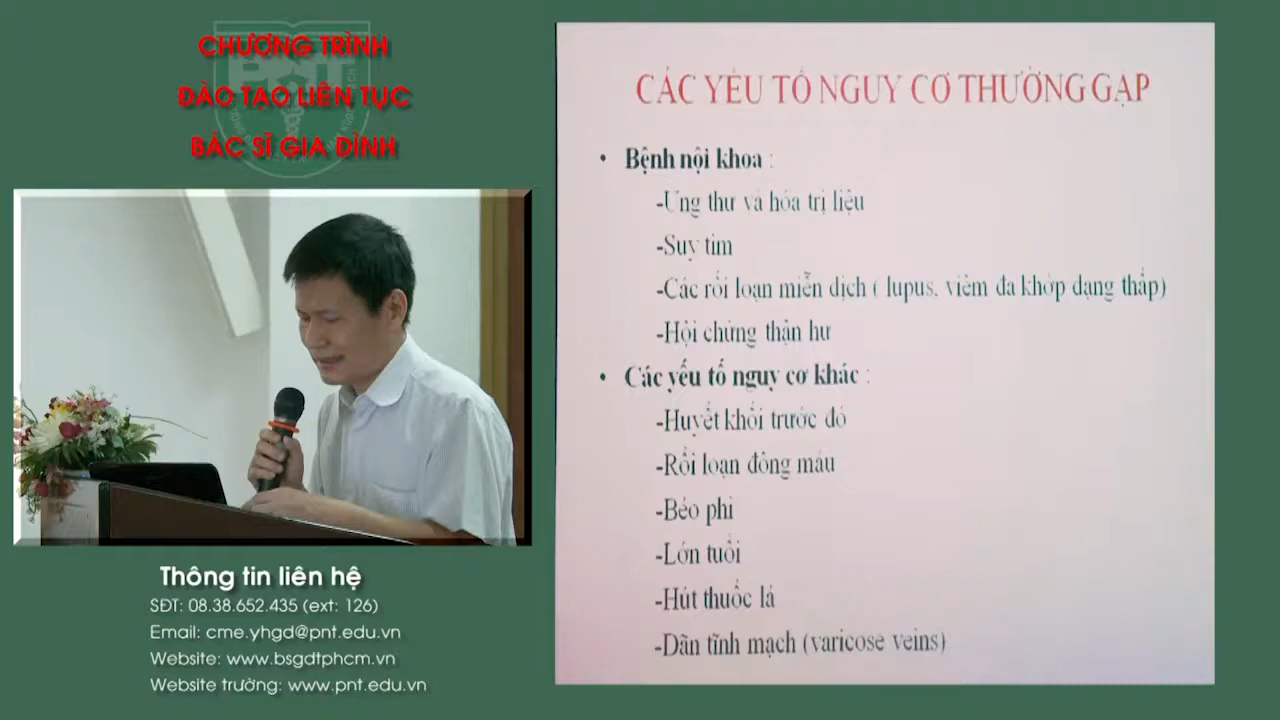 CHƯƠNG TRÌNH
ĐÀO TẠO LIÊN TỤC
BÁC SĨ GIA ĐÌNH
PNT
Thông tin liên hệ
SĐT: 08.38.652.435 (ext: 126)
Email: cme.yhgd@pnt.edu.vn
Website: www.bsgdtphcm.vn
Website trường: www.pnt.edu.vn
CÁC YẾU TỐ NGUY CƠ THƯỜNG GẶP
• Bệnh nội khoa :
-Ung thư và hóa trị liệu
-Suy tim
-Các rối loạn miễn dịch ( lupus, viêm đa khớp dạng thấp)
-Hội chứng thận hư
• Các yếu tố nguy cơ khác :
-Huyết khối trước đó
-Rối loạn đông máu
-Béo phì
-Lớn tuổi
-Hút thuốc lá
-Dãn tĩnh mạch (varicose veins)